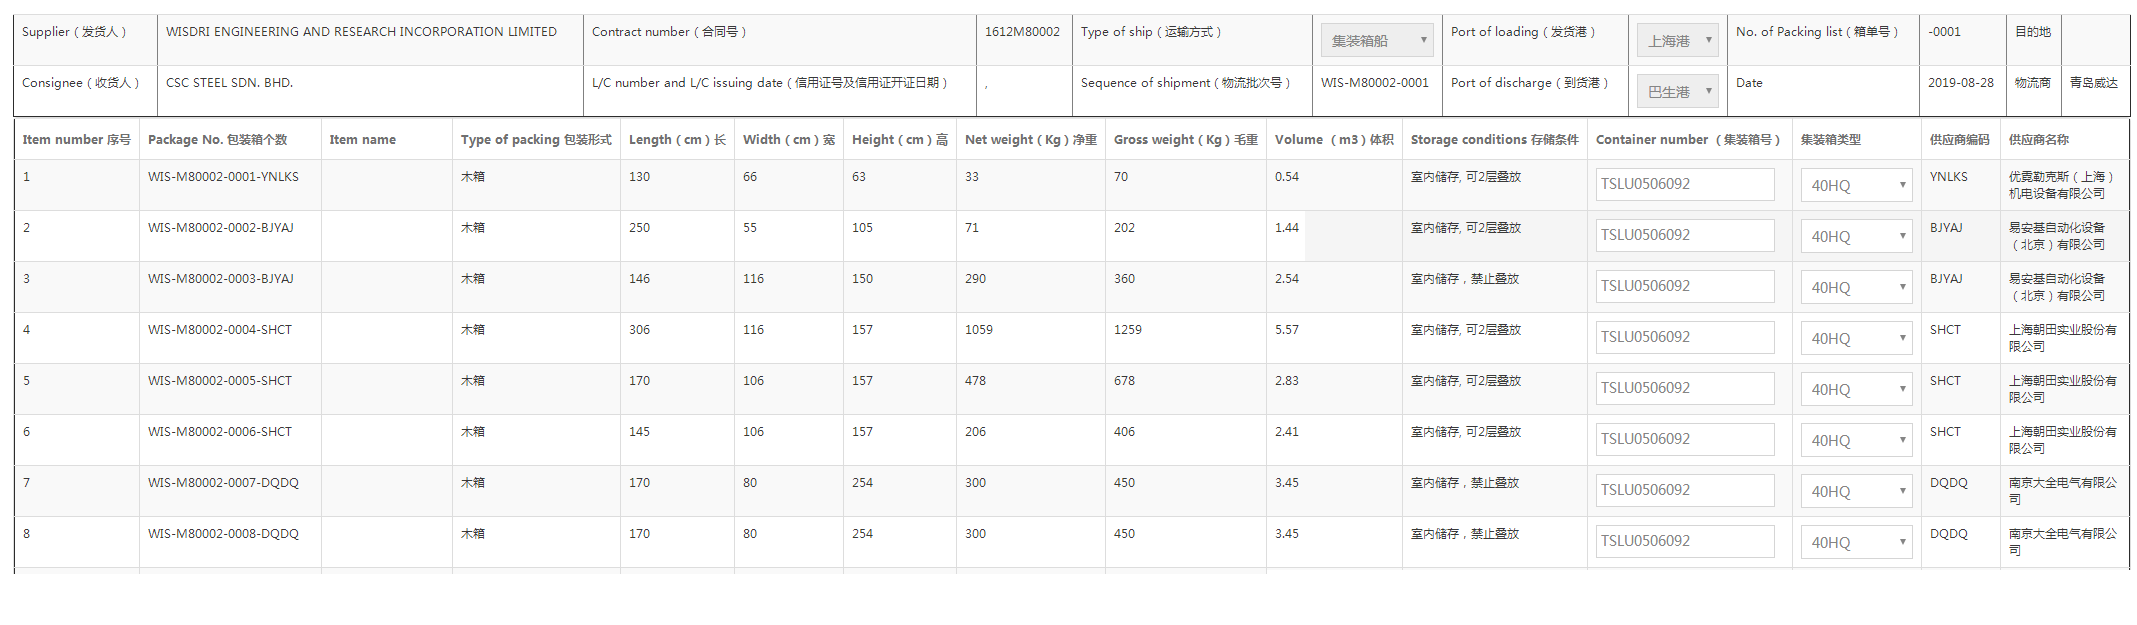 Supplier（发货人） WISDRI ENGINEERING AND RESEARCH INCORPORATION LIMITED Contract number（合同号） 1612M80002 Type of ship（运输方式） 集装箱船 Port of loading（发货港） 上海港 No. of Packing list（箱单号） -0001 目的地
Consignee（收货人） CSC STEEL SDN. BHD. L/C number and L/C issuing date（信用证号及信用证开证日期） , Sequence of shipment（物流批次号） WIS-M80002-0001 Port of discharge（到货港） 巴生港 Date 2019-08-28 物流商 青岛威达
Item number 序号 Package No. 包装箱个数 Item name Type of packing 包装形式 Length（cm）长 Width（cm）宽 Height（cm）高 Net weight（Kg）净重 Gross weight（Kg）毛重 Volume （m3）体积 Storage conditions 存储条件 Container number （集装箱号） 集装箱类型 供应商编码 供应商名称
1 WIS-M80002-0001-YNLKS 木箱 130 66 63 33 70 0.54 室内储存, 可2层叠放 TSLU0506092 40HQ YNLKS 优霓勒克斯（上海）
机电设备有限公司
2 WIS-M80002-0002-BJYAJ 木箱 250 55 105 71 202 1.44 室内储存, 可2层叠放 TSLU0506092 40HQ BJYAJ 易安基自动化设备
（北京）有限公司
3 WIS-M80002-0003-BJYAJ 木箱 146 116 150 290 360 2.54 室内储存，禁止叠放 TSLU0506092 40HQ BJYAJ 易安基自动化设备
（北京）有限公司
4 WIS-M80002-0004-SHCT 木箱 306 116 157 1059 1259 5.57 室内储存, 可2层叠放 TSLU0506092 40HQ SHCT 上海朝田实业股份有
限公司
5 WIS-M80002-0005-SHCT 木箱 170 106 157 478 678 2.83 室内储存, 可2层叠放 TSLU0506092 40HQ SHCT 上海朝田实业股份有
限公司
6 WIS-M80002-0006-SHCT 木箱 145 106 157 206 406 2.41 室内储存, 可2层叠放 TSLU0506092 40HQ SHCT 上海朝田实业股份有
限公司
7 WIS-M80002-0007-DQDQ 木箱 170 80 254 300 450 3.45 室内储存，禁止叠放 TSLU0506092 40HQ DQDQ 南京大全电气有限公
司
8 WIS-M80002-0008-DQDQ 木箱 170 80 254 300 450 3.45 室内储存，禁止叠放 TSLU0506092 40HQ DQDQ 南京大全电气有限公
司